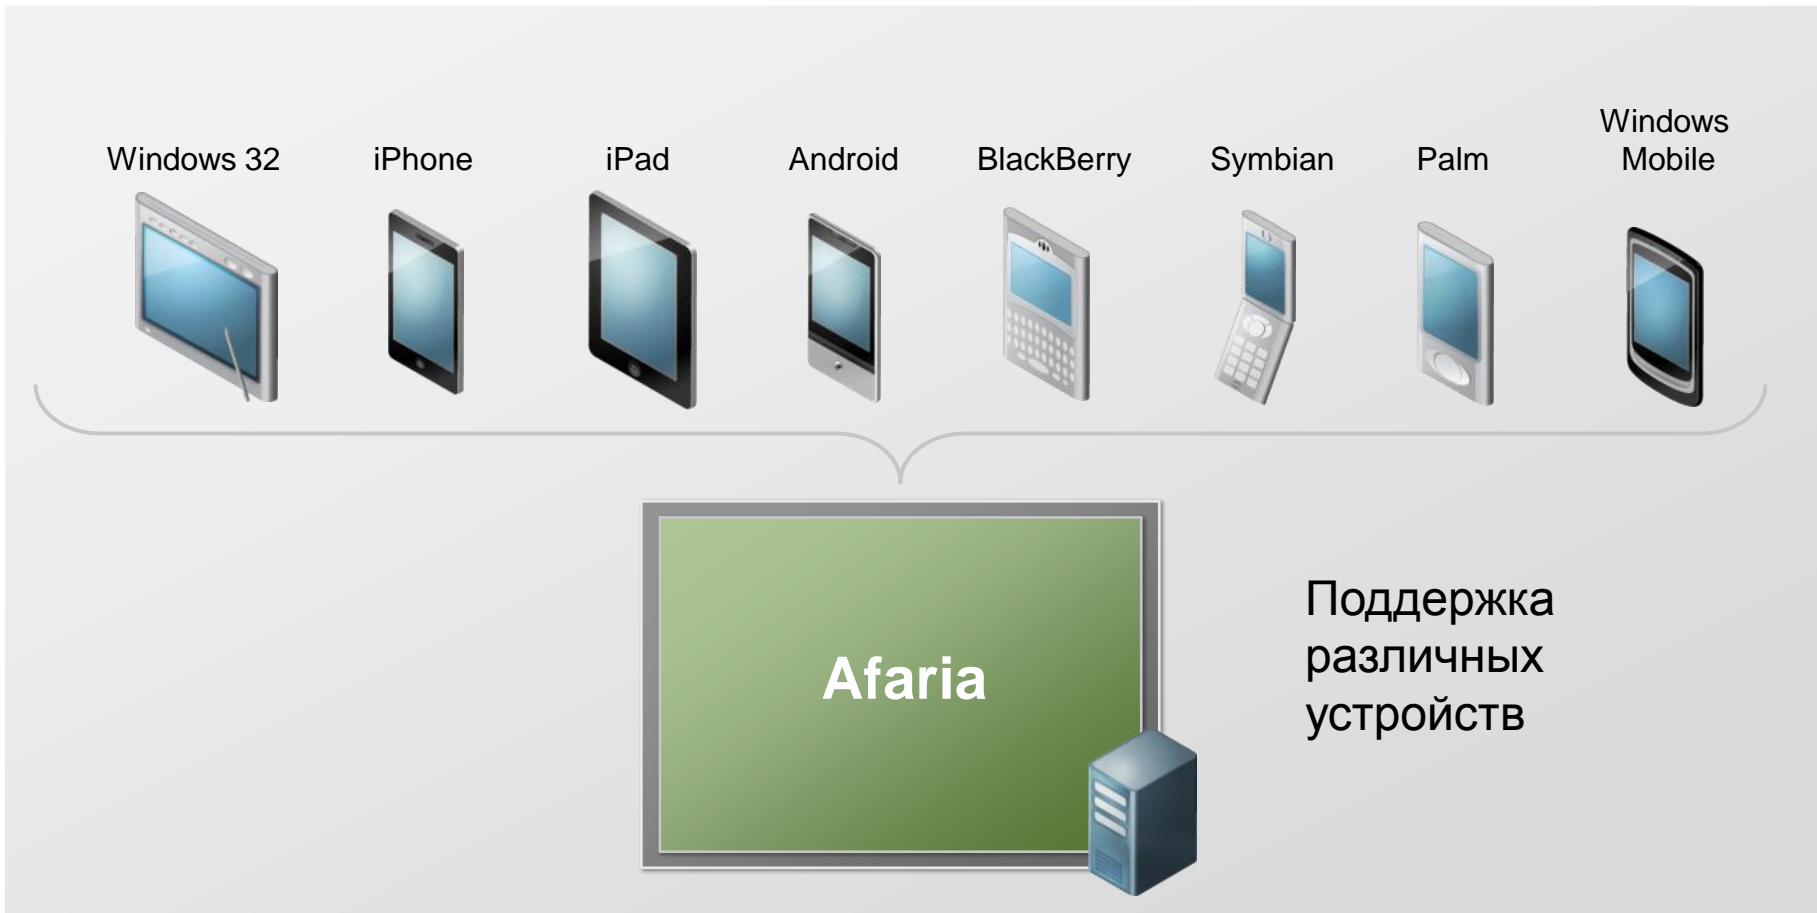 Windows 32
iPhone
iPad
Android
BlackBerry
Symbian
Palm
Windows
Mobile
Afaria
Поддержка
различных
устройств